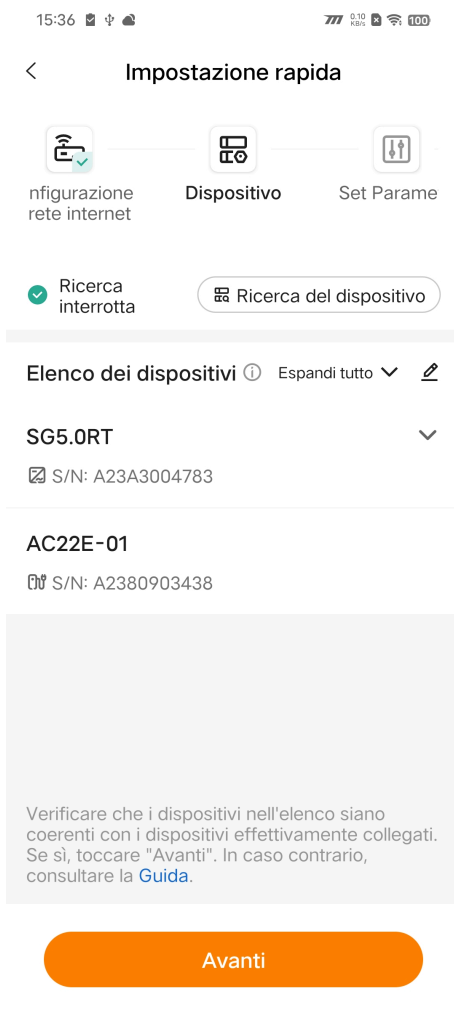 15:36
0.10
KB/s
100
Impostazione rapida
nfigurazione
rete internet
Dispositivo
Set Parame
Ricerca
interrotta
Ricerca del dispositivo
Elenco dei dispositivi
Espandi tutto
SG5.0RT
S/N: A23A3004783
AC22E-01
S/N: A2380903438
Verificare che i dispositivi nell'elenco siano
coerenti con i dispositivi effettivamente collegati.
Se sì, toccare "Avanti". In caso contrario,
consultare la Guida.
Avanti